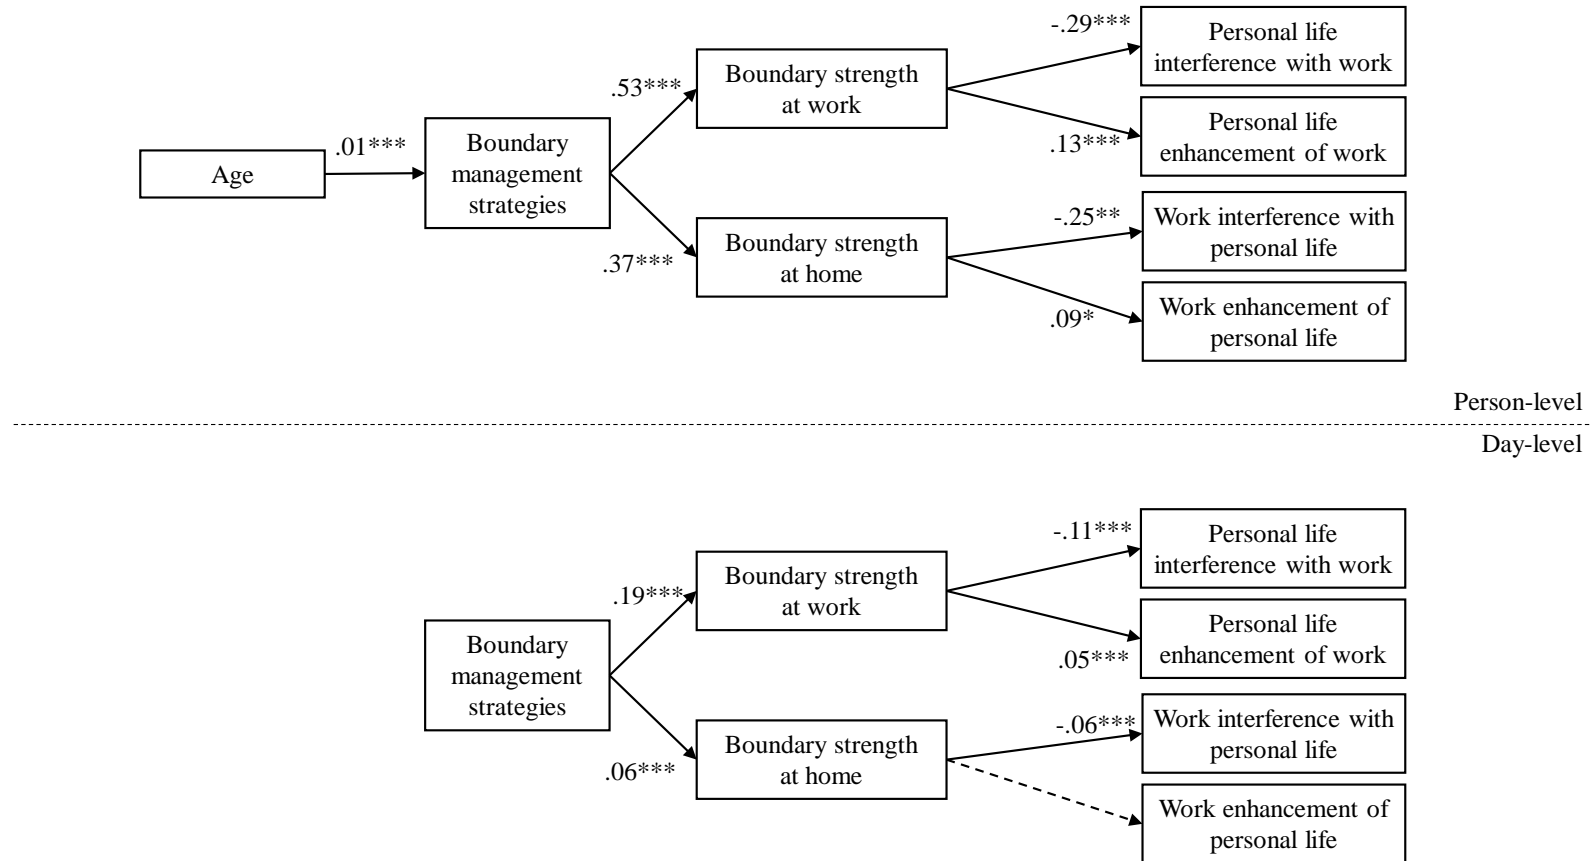 Age
.01***
Boundary
management
strategies
.53***
.37***
Boundary strength
at work
Boundary strength
at home
-.29***
.13***
-.25**
.09*
Personal life
interference with work
Personal life
enhancement of work
Work interference with
personal life
Work enhancement of
personal life
Person-level
Day-level
Boundary
management
strategies
.19***
.06***
Boundary strength
at work
Boundary strength
at home
-.11***
.05***
-.06***
Personal life
interference with work
Personal life
enhancement of work
Work interference with
personal life
Work enhancement of
personal life